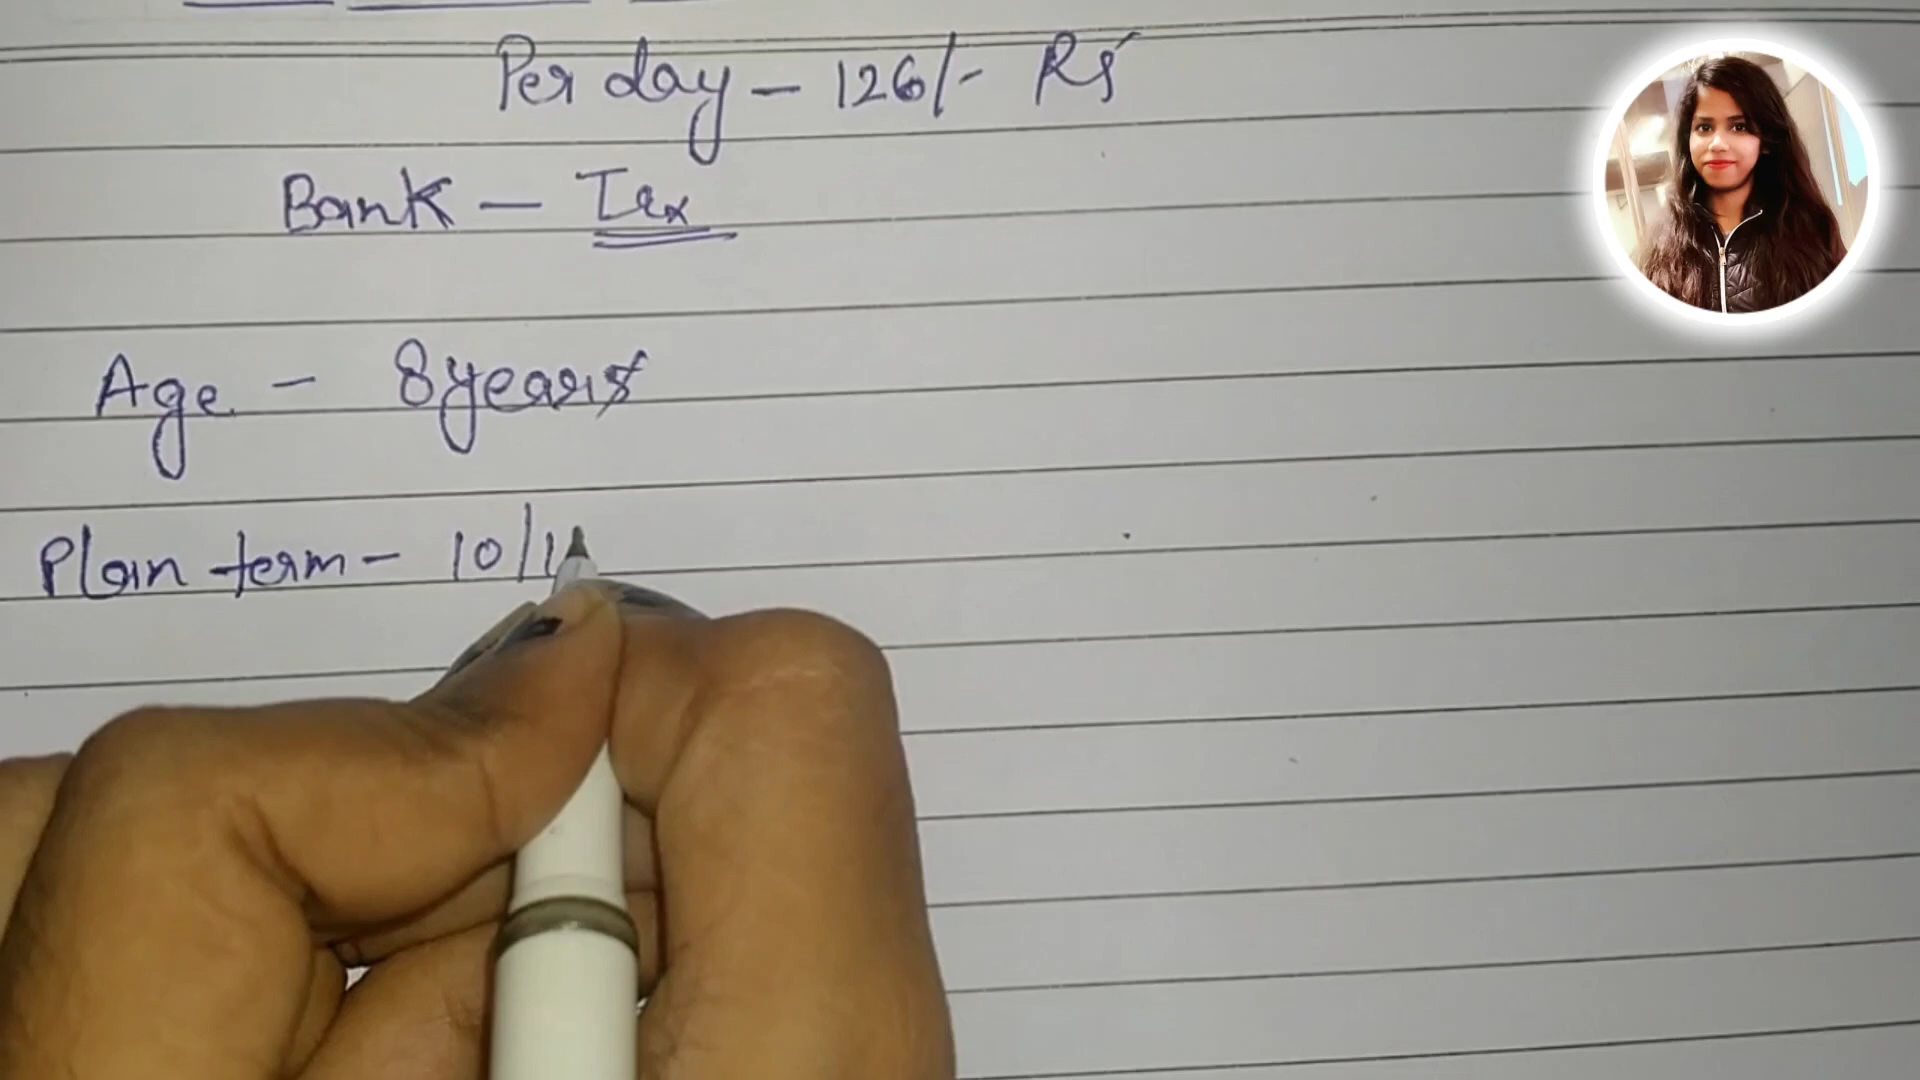 Per day - 126/- Rs
Bank - Tax
Age - 8 years
Plan term - 10/1